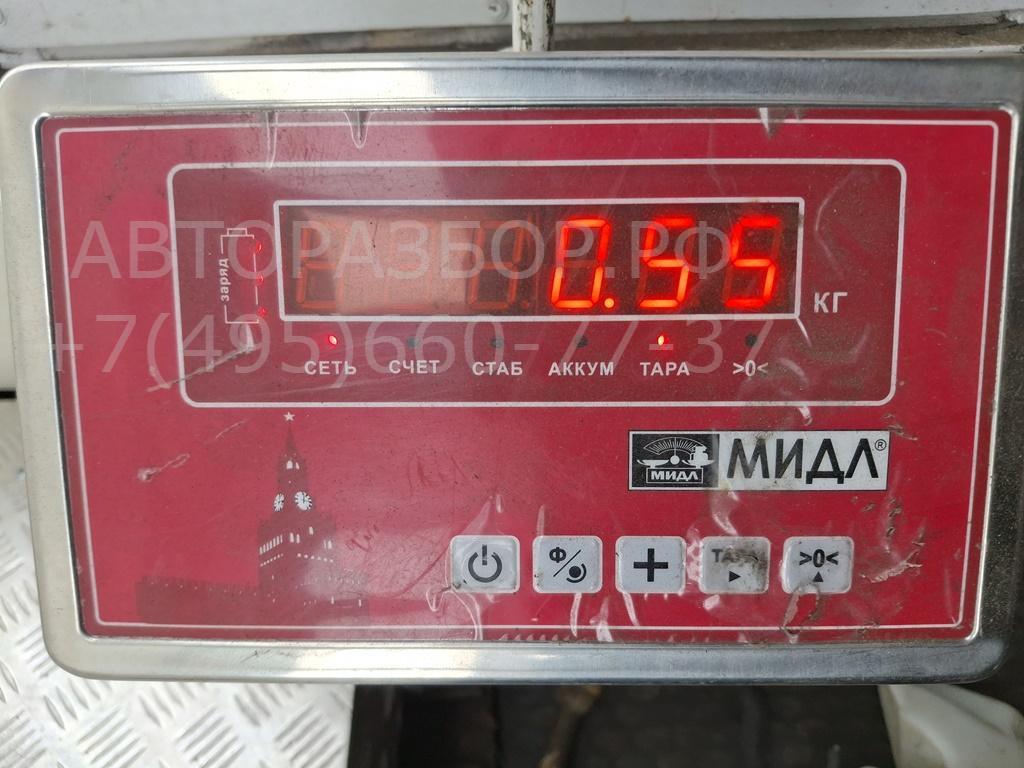 АВТОРАЗБОР.РФ
+7(495)660-77-37
заряд
0.55
КГ
СЕТЬ СЧЕТ СТАБ АККУМ ТАРА >0<
МИДЛ МИДЛ®
Ф/ + ТАРА >0<